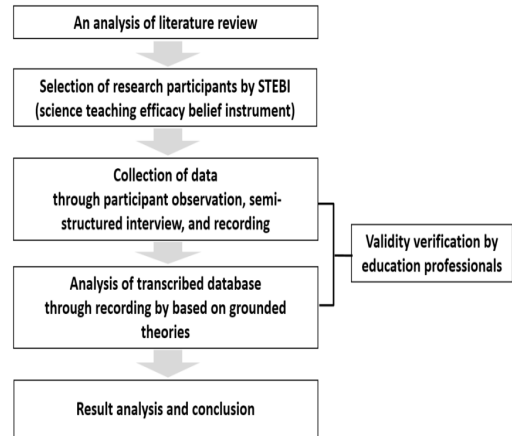 An analysis of literature review
Selection of research participants by STEBI
(science teaching efficacy belief instrument)
Collection of data
through participant observation, semi-
structured interview, and recording
Validity verification by
education professionals
Analysis of transcribed database
through recording by based on grounded
theories
Result analysis and conclusion